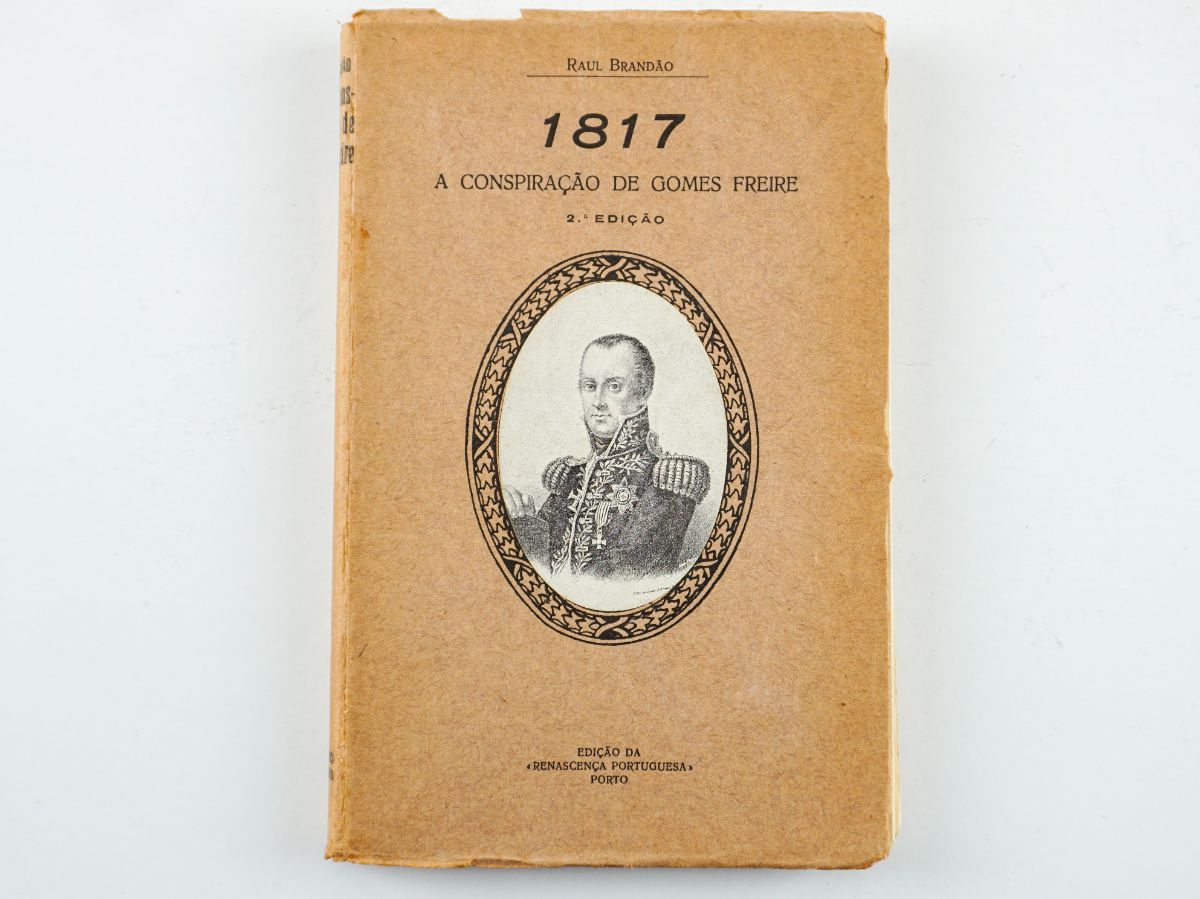 RAUL BRANDÃO
1817
A CONSPIRAÇÃO DE GOMES FREIRE
2.ª EDIÇÃO
EDIÇÃO DA
«RENASCENÇA PORTUGUESA»
PORTO